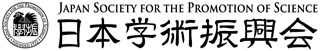 JAPAN SOCIETY FOR THE PROMOTION OF SCIENCE
日本学術振興会